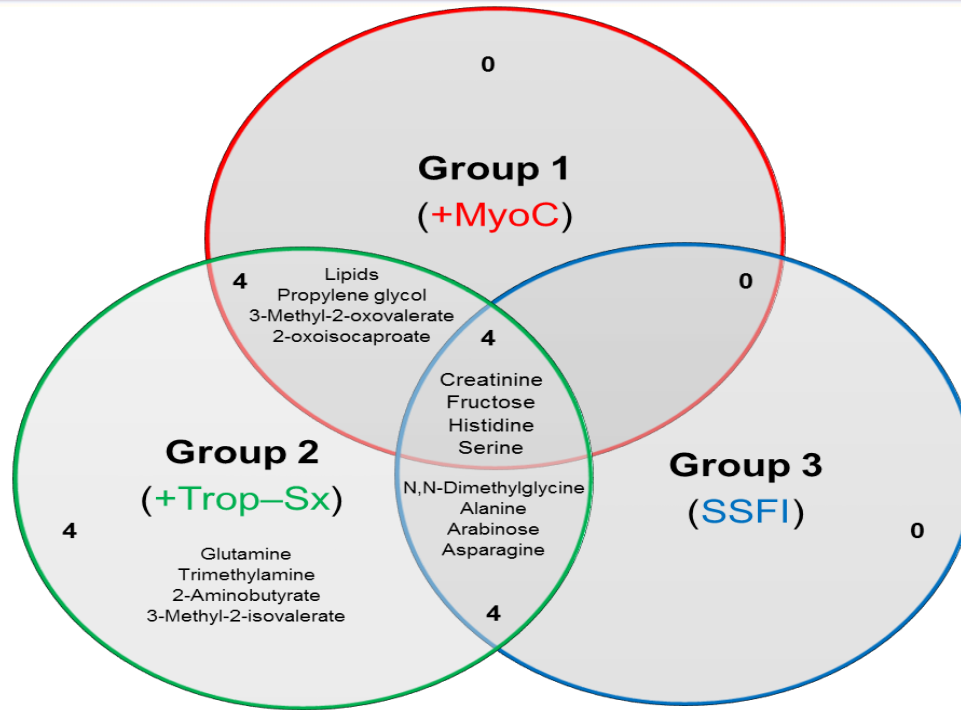 0
Group 1
(+MyoC)
4
Lipids
Propylene glycol
3-Methyl-2-oxovalerate
2-oxoisocaproate
0
4
Creatinine
Fructose
Histidine
Serine
Group 2
(+Trop–Sx)
4
Glutamine
Trimethylamine
2-Aminobutyrate
3-Methyl-2-isovalerate
N,N-Dimethylglycine
Alanine
Arabinose
Asparagine
4
Group 3
(SSFI)
0